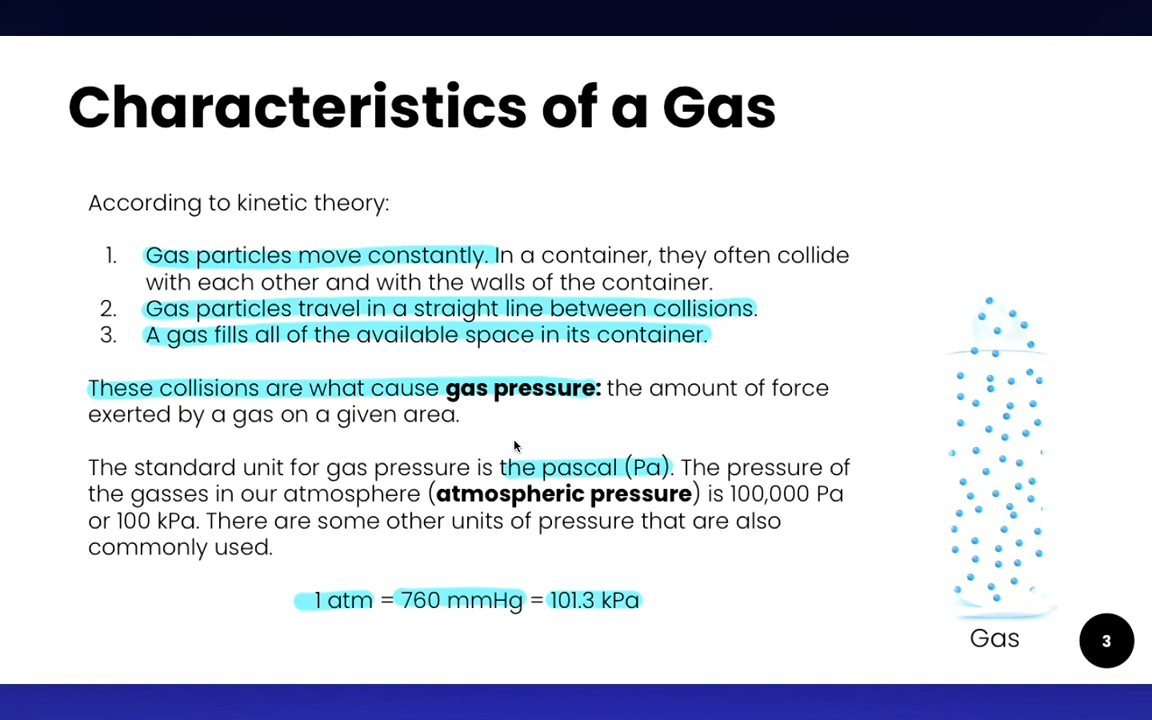 Characteristics of a Gas
According to kinetic theory:
1. Gas particles move constantly. In a container, they often collide
with each other and with the walls of the container.
2. Gas particles travel in a straight line between collisions.
3. A gas fills all of the available space in its container.
These collisions are what cause gas pressure: the amount of force
exerted by a gas on a given area.
The standard unit for gas pressure is the pascal (Pa). The pressure of
the gasses in our atmosphere (atmospheric pressure) is 100,000 Pa
or 100 kPa. There are some other units of pressure that are also
commonly used.
1 atm = 760 mmHg = 101.3 kPa
Gas
3